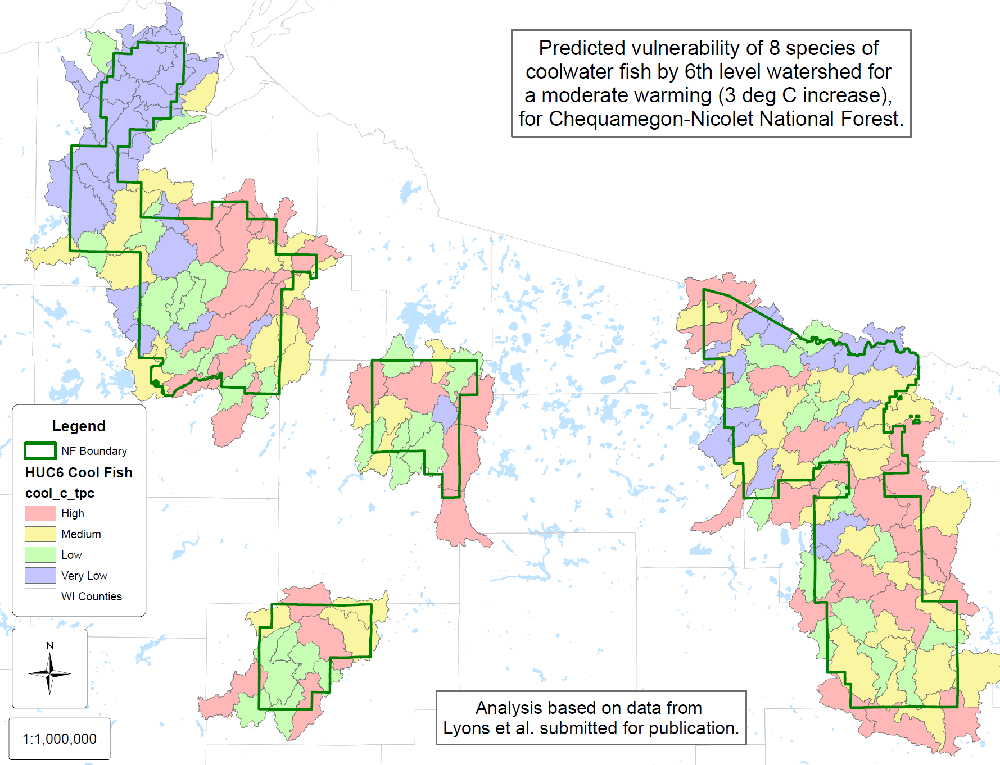 Predicted vulnerability of 8 species of
coolwater fish by 6th level watershed for
a moderate warming (3 deg C increase),
for Chequamegon-Nicolet National Forest.
Legend
NF Boundary
HUC6 Cool Fish
cool_c_tpc
High
Medium
Low
Very Low
WI Counties
N
1:1,000,000
Analysis based on data from
Lyons et al. submitted for publication.